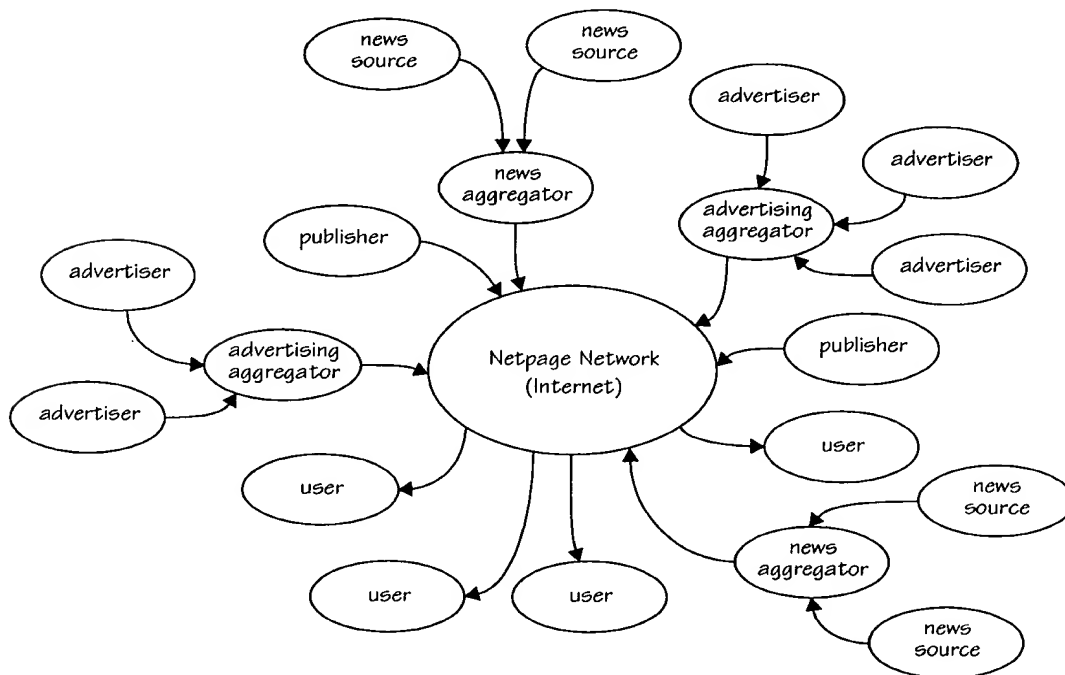 news
source
news
source
advertiser
advertiser
news
aggregator
advertising
aggregator
publisher
advertiser
advertiser
Netpage Network
(Internet)
publisher
advertising
aggregator
advertiser
user
user
news
source
news
aggregator
user
user
news
source